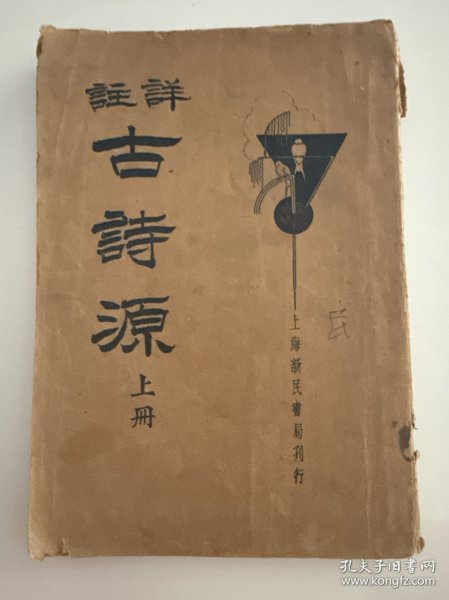 詳註
古詩源
上冊
上海新民書局刊行
孔夫子旧书网
www.kongfz.com